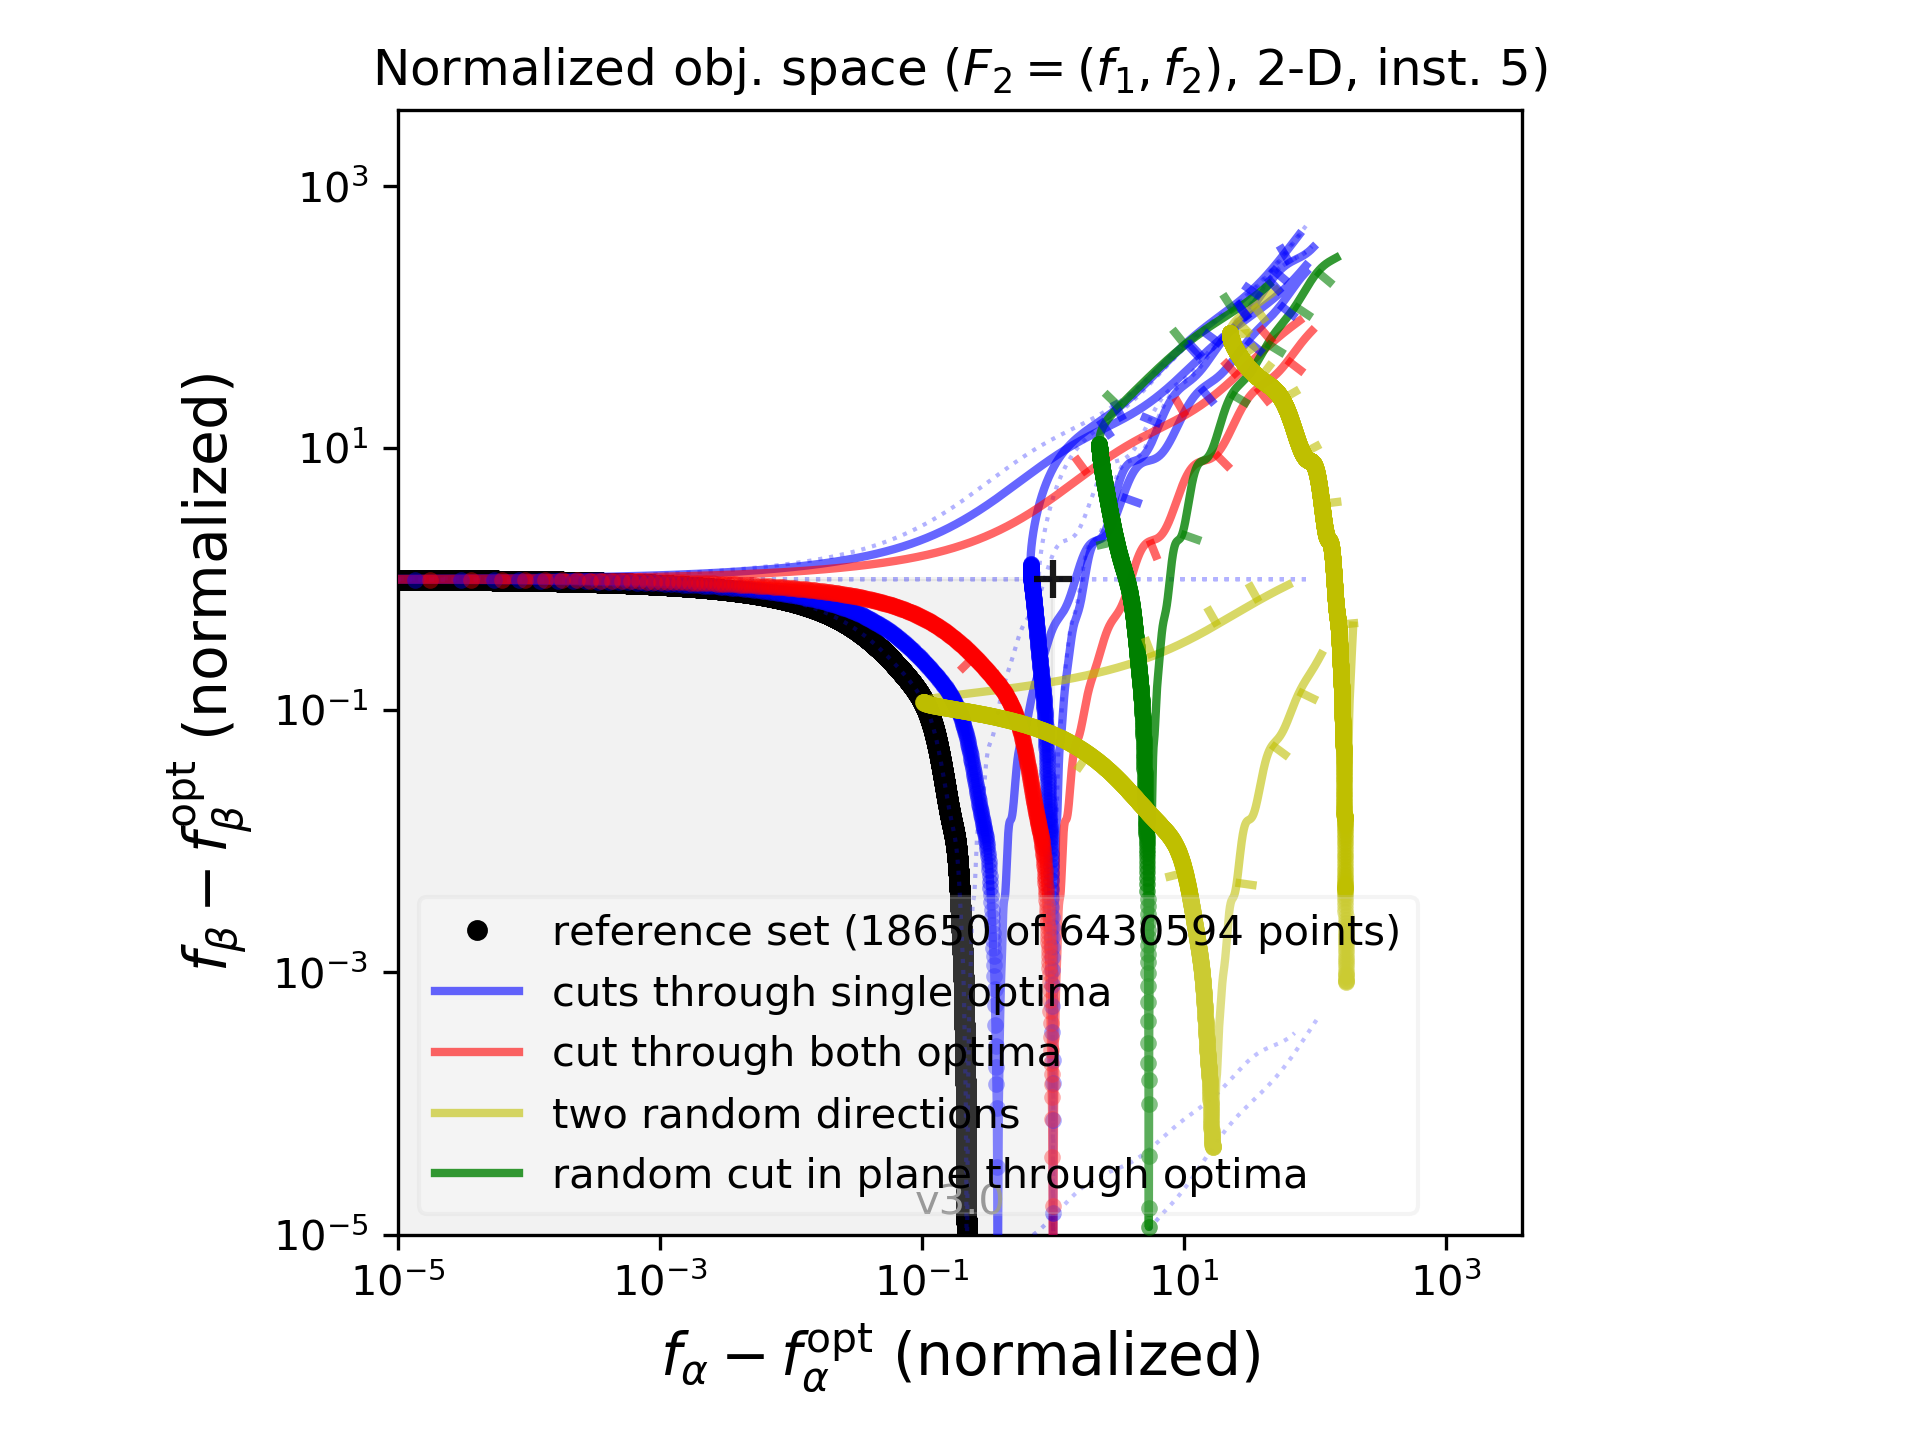 Normalized obj. space (F₂ = (f₁, f₂), 2-D, inst. 5)
f_β − f_β^opt (normalized)
10³
10¹
10⁻¹
10⁻³
10⁻⁵
reference set (18650 of 6430594 points)
cuts through single optima
cut through both optima
two random directions
random cut in plane through optima
v3.0
10⁻⁵ 10⁻³ 10⁻¹ 10¹ 10³
f_α − f_α^opt (normalized)